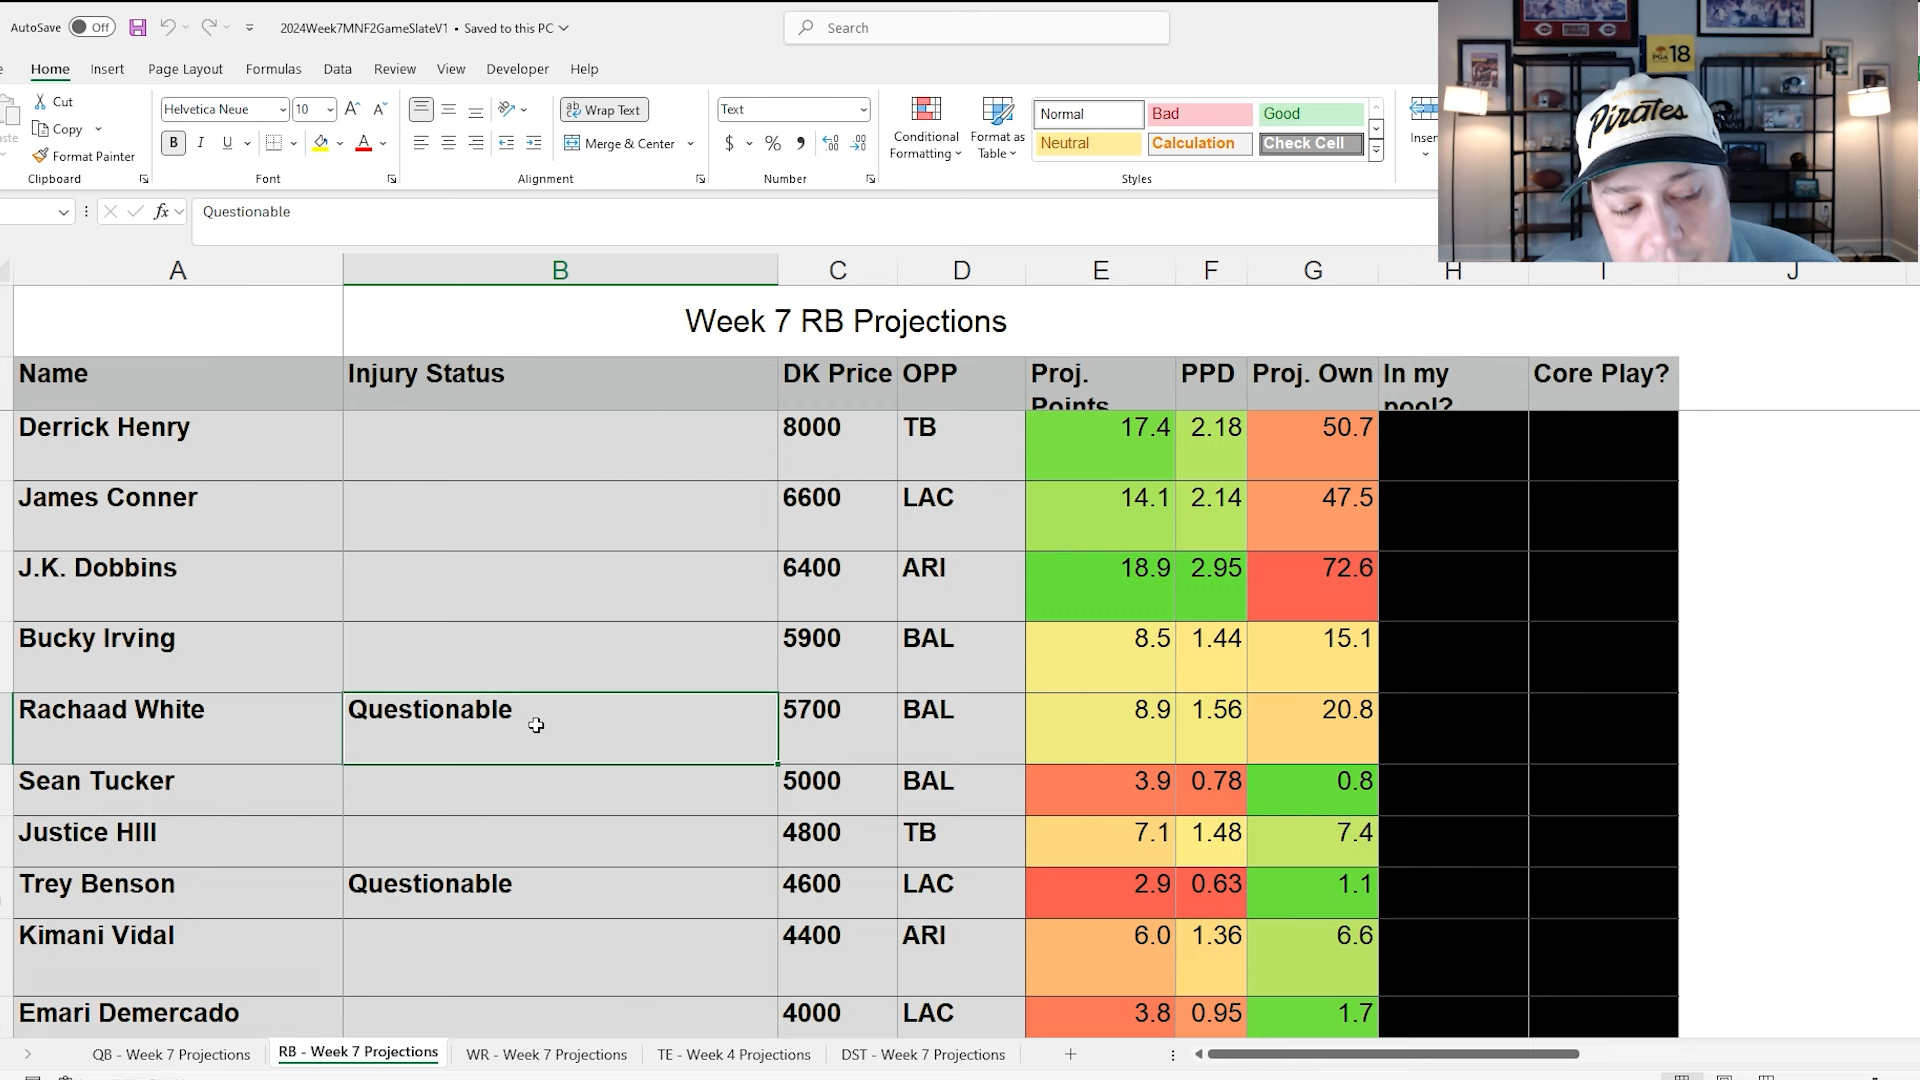 AutoSave Off 2024Week7MNF2GameSlateV1 • Saved to this PC Search
Home Insert Page Layout Formulas Data Review View Developer Help
Cut
Copy
Format Painter
Clipboard
Helvetica Neue 10
B I U A
Font
Wrap Text
Merge & Center
Alignment
Text
$ % ,
Number
Conditional Formatting
Format as Table
Normal Bad Good
Neutral Calculation Check Cell
Styles
fx Questionable
PGA 18
Pirates
A B C D E F G H I J
Week 7 RB Projections
Name Injury Status DK Price OPP Proj. Points PPD Proj. Own In my pool? Core Play?
Derrick Henry 8000 TB 17.4 2.18 50.7
James Conner 6600 LAC 14.1 2.14 47.5
J.K. Dobbins 6400 ARI 18.9 2.95 72.6
Bucky Irving 5900 BAL 8.5 1.44 15.1
Rachaad White Questionable 5700 BAL 8.9 1.56 20.8
Sean Tucker 5000 BAL 3.9 0.78 0.8
Justice HIll 4800 TB 7.1 1.48 7.4
Trey Benson Questionable 4600 LAC 2.9 0.63 1.1
Kimani Vidal 4400 ARI 6.0 1.36 6.6
Emari Demercado 4000 LAC 3.8 0.95 1.7
QB - Week 7 Projections RB - Week 7 Projections WR - Week 7 Projections TE - Week 4 Projections DST - Week 7 Projections